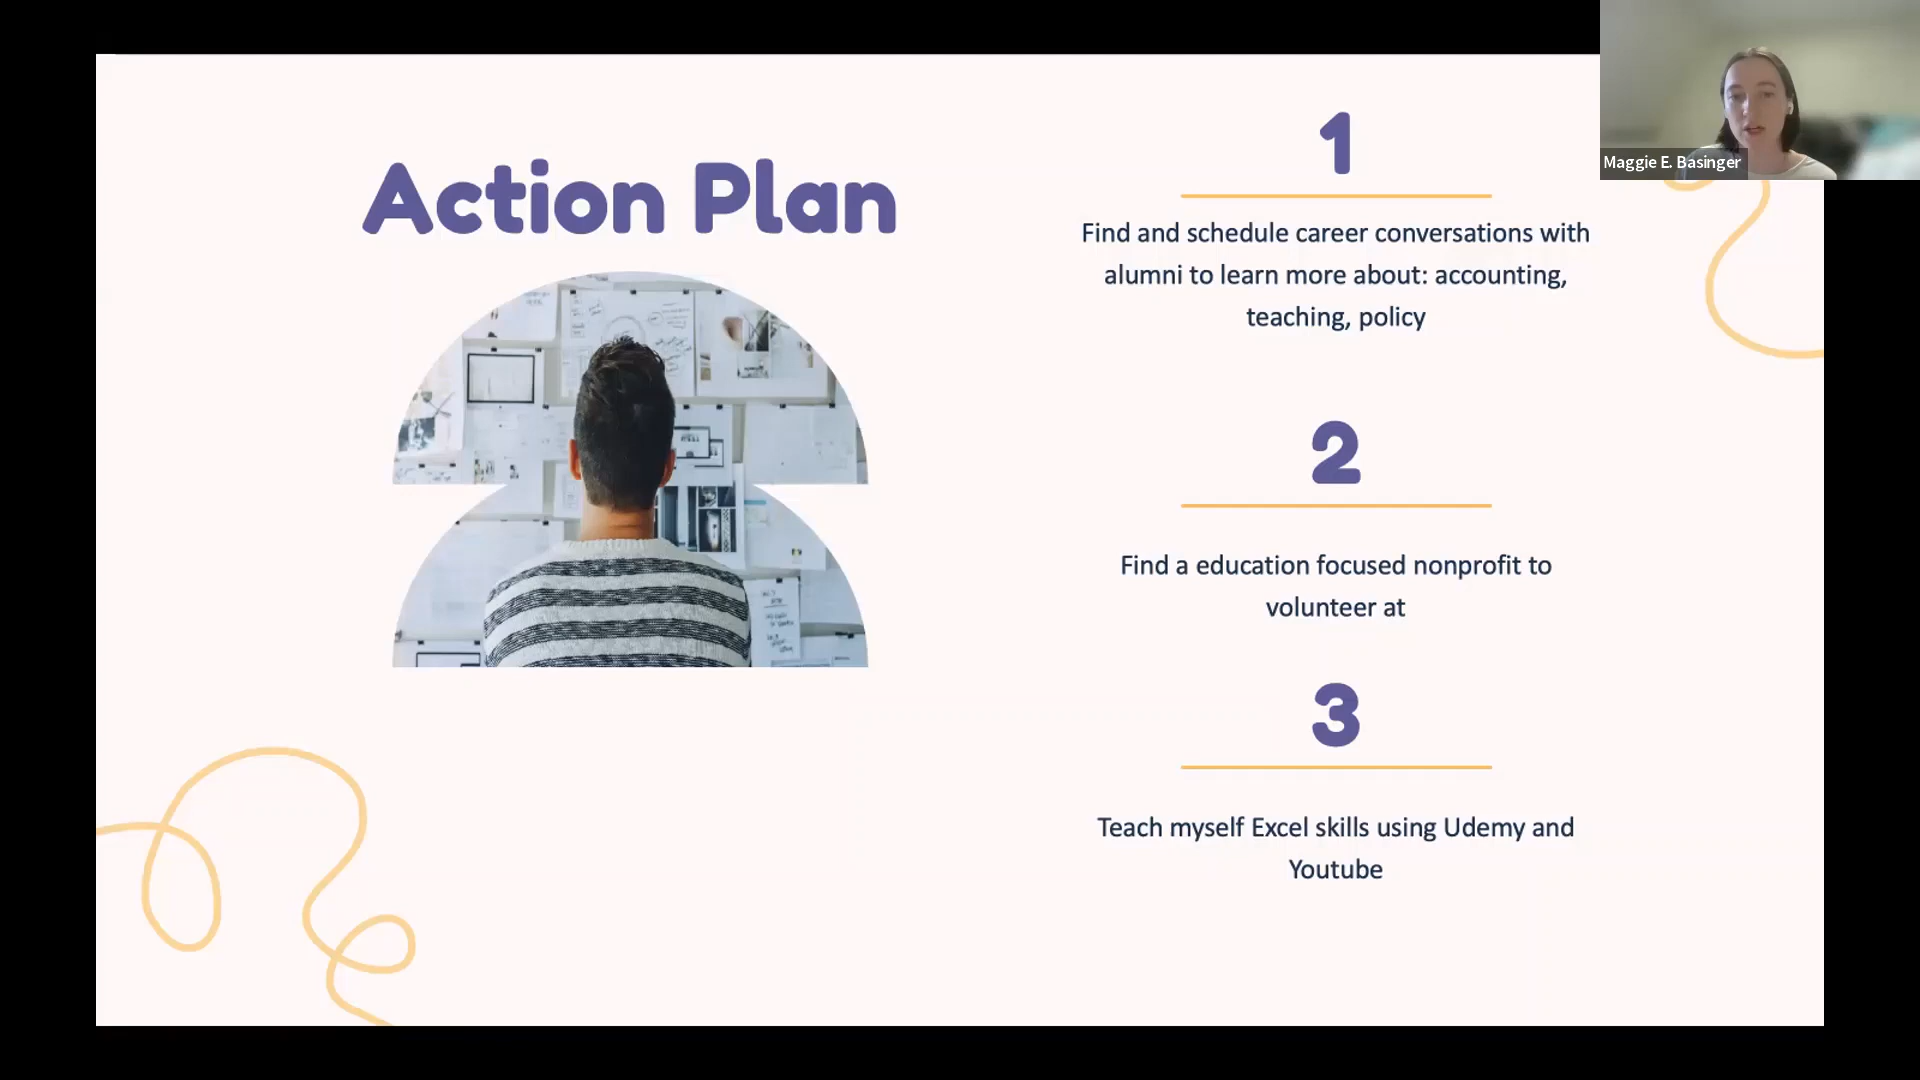 Action Plan
1
Find and schedule career conversations with
alumni to learn more about: accounting,
teaching, policy
2
Find a education focused nonprofit to
volunteer at
3
Teach myself Excel skills using Udemy and
Youtube
Maggie E. Basinger